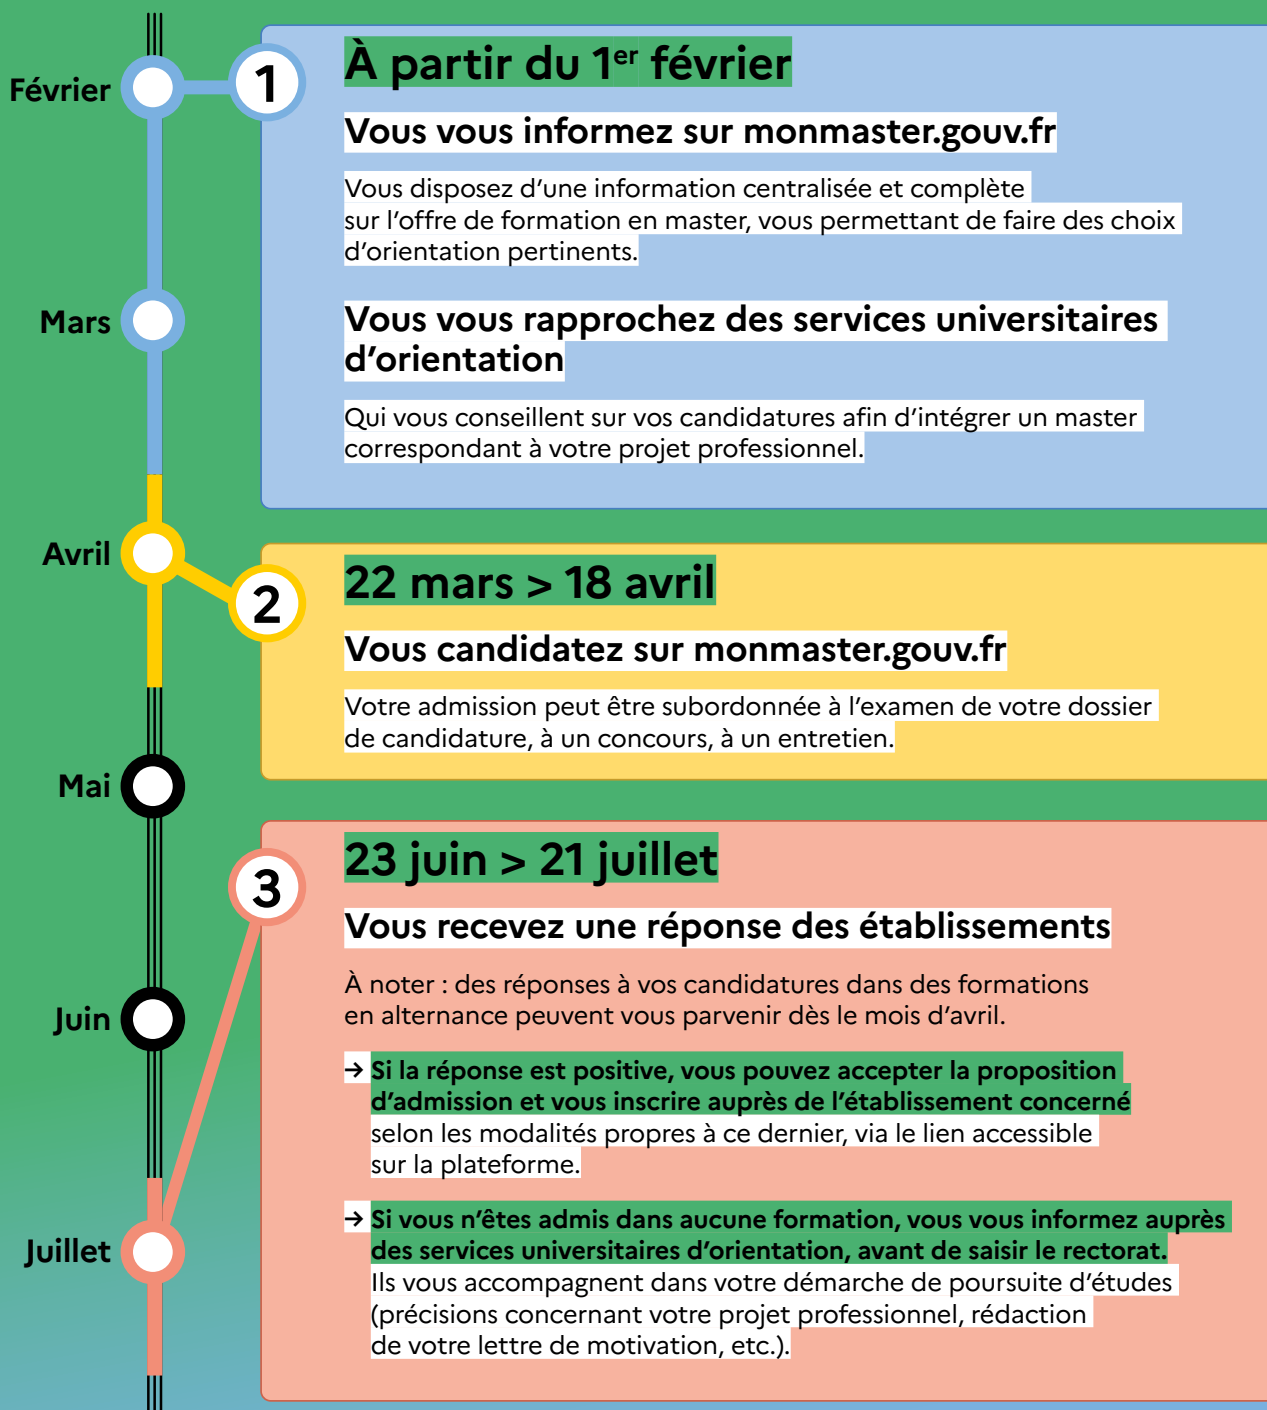 Février
1
À partir du 1er février
Vous vous informez sur monmaster.gouv.fr
Vous disposez d’une information centralisée et complète
sur l’offre de formation en master, vous permettant de faire des choix
d’orientation pertinents.
Mars
Vous vous rapprochez des services universitaires
d’orientation
Qui vous conseillent sur vos candidatures afin d’intégrer un master
correspondant à votre projet professionnel.
Avril
2
22 mars > 18 avril
Vous candidatez sur monmaster.gouv.fr
Votre admission peut être subordonnée à l’examen de votre dossier
de candidature, à un concours, à un entretien.
Mai
3
23 juin > 21 juillet
Vous recevez une réponse des établissements
À noter : des réponses à vos candidatures dans des formations
en alternance peuvent vous parvenir dès le mois d’avril.
Juin
→ Si la réponse est positive, vous pouvez accepter la proposition
d’admission et vous inscrire auprès de l’établissement concerné
selon les modalités propres à ce dernier, via le lien accessible
sur la plateforme.
Juillet
→ Si vous n’êtes admis dans aucune formation, vous vous informez auprès
des services universitaires d’orientation, avant de saisir le rectorat.
Ils vous accompagnent dans votre démarche de poursuite d’études
(précisions concernant votre projet professionnel, rédaction
de votre lettre de motivation, etc.).